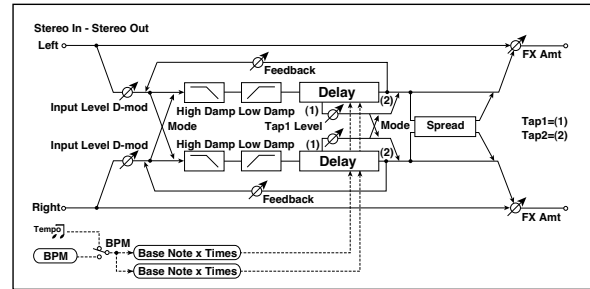 Stereo In - Stereo Out
Left
FX Amt
Feedback
Input Level D-mod
High Damp Low Damp
Delay
(1)
(2)
Mode
Tap1 Level
Mode
Spread
Tap1=(1)
Tap2=(2)
Input Level D-mod
High Damp Low Damp
(1)
Delay
(2)
Feedback
Right
FX Amt
Tempo
BPM
BPM
Base Note x Times
Base Note x Times